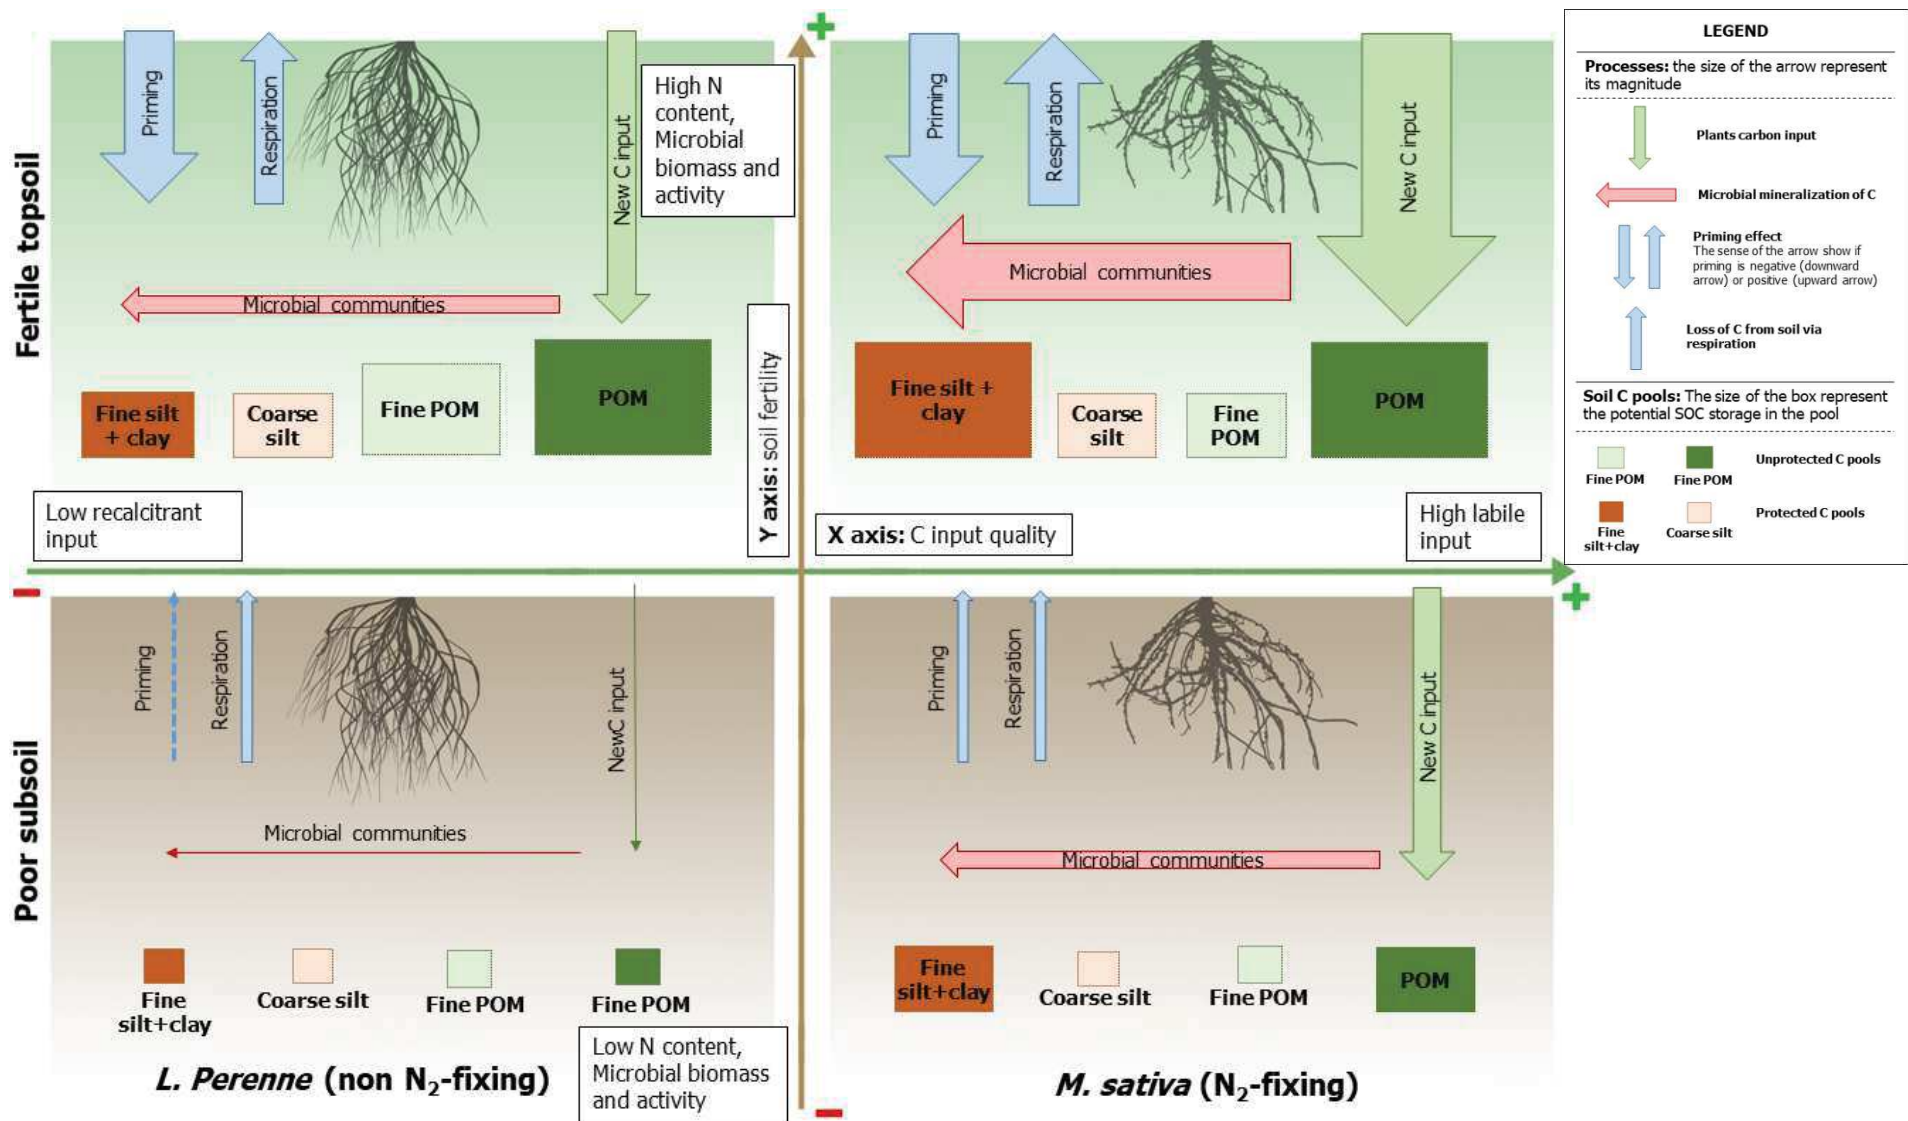 Fertile topsoil
Priming
Respiration
New C input
High N
content,
Microbial
biomass and
activity
Microbial communities
Fine silt
+ clay
Coarse
silt
Fine POM
POM
Priming
Respiration
New C input
Microbial communities
Fine silt +
clay
Coarse
silt
Fine
POM
POM
Low recalcitrant
input
Y axis: soil fertility
X axis: C input quality
High labile
input
Poor subsoil
Priming
Respiration
NewC input
Microbial communities
Fine
silt+clay
Coarse silt
Fine POM
Fine POM
Low N content,
Microbial biomass
and activity
L. Perenne (non N2-fixing)
Priming
Respiration
New C input
Microbial communities
Fine
silt+clay
Coarse silt
Fine POM
POM
M. sativa (N2-fixing)
LEGEND
Processes: the size of the arrow represent
its magnitude
Plants carbon input
Microbial mineralization of C
Priming effect
The sense of the arrow show if
priming is negative (downward
arrow) or positive (upward arrow)
Loss of C from soil via
respiration
Soil C pools: The size of the box represent
the potential SOC storage in the pool
Fine POM
Fine POM
Unprotected C pools
Fine
silt+clay
Coarse silt
Protected C pools